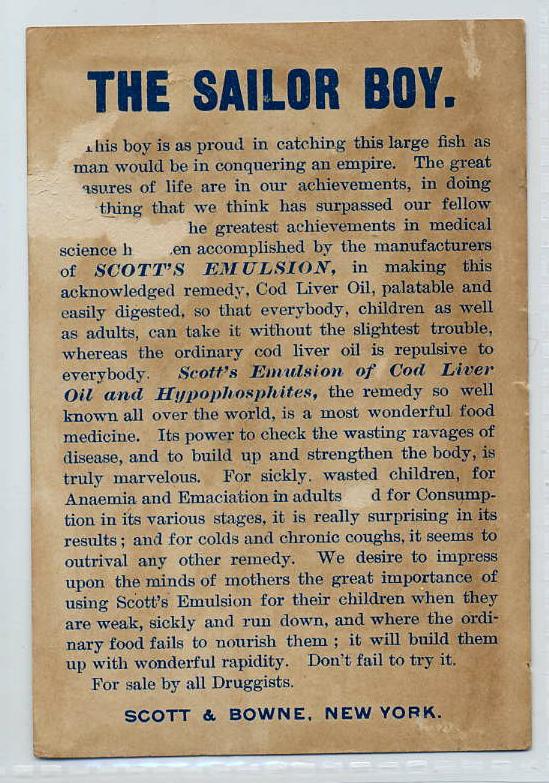 THE SAILOR BOY.
his boy is as proud in catching this large fish as
man would be in conquering an empire. The great
asures of life are in our achievements, in doing
thing that we think has surpassed our fellow
he greatest achievements in medical
science h en accomplished by the manufacturers
of SCOTT'S EMULSION, in making this
acknowledged remedy, Cod Liver Oil, palatable and
easily digested, so that everybody, children as well
as adults, can take it without the slightest trouble,
whereas the ordinary cod liver oil is repulsive to
everybody. Scott's Emulsion of Cod Liver
Oil and Hypophosphites, the remedy so well
known all over the world, is a most wonderful food
medicine. Its power to check the wasting ravages of
disease, and to build up and strengthen the body, is
truly marvelous. For sickly. wasted children, for
Anaemia and Emaciation in adults d for Consump-
tion in its various stages, it is really surprising in its
results; and for colds and chronic coughs, it seems to
outrival any other remedy. We desire to impress
upon the minds of mothers the great importance of
using Scott's Emulsion for their children when they
are weak, sickly and run down, and where the ordi-
nary food fails to nourish them; it will build them
up with wonderful rapidity. Don't fail to try it.
For sale by all Druggists.
SCOTT & BOWNE, NEW YORK.